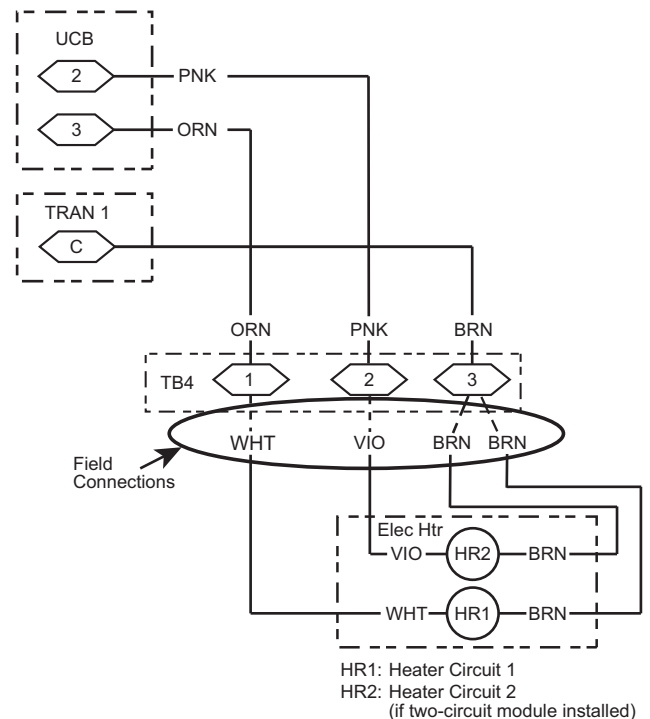 UCB
2 PNK
3 ORN
TRAN 1
C
ORN PNK BRN
TB4 1 2 3
WHT VIO BRN BRN
Field
Connections
Elec Htr
VIO HR2 BRN
WHT HR1 BRN
HR1: Heater Circuit 1
HR2: Heater Circuit 2
(if two-circuit module installed)